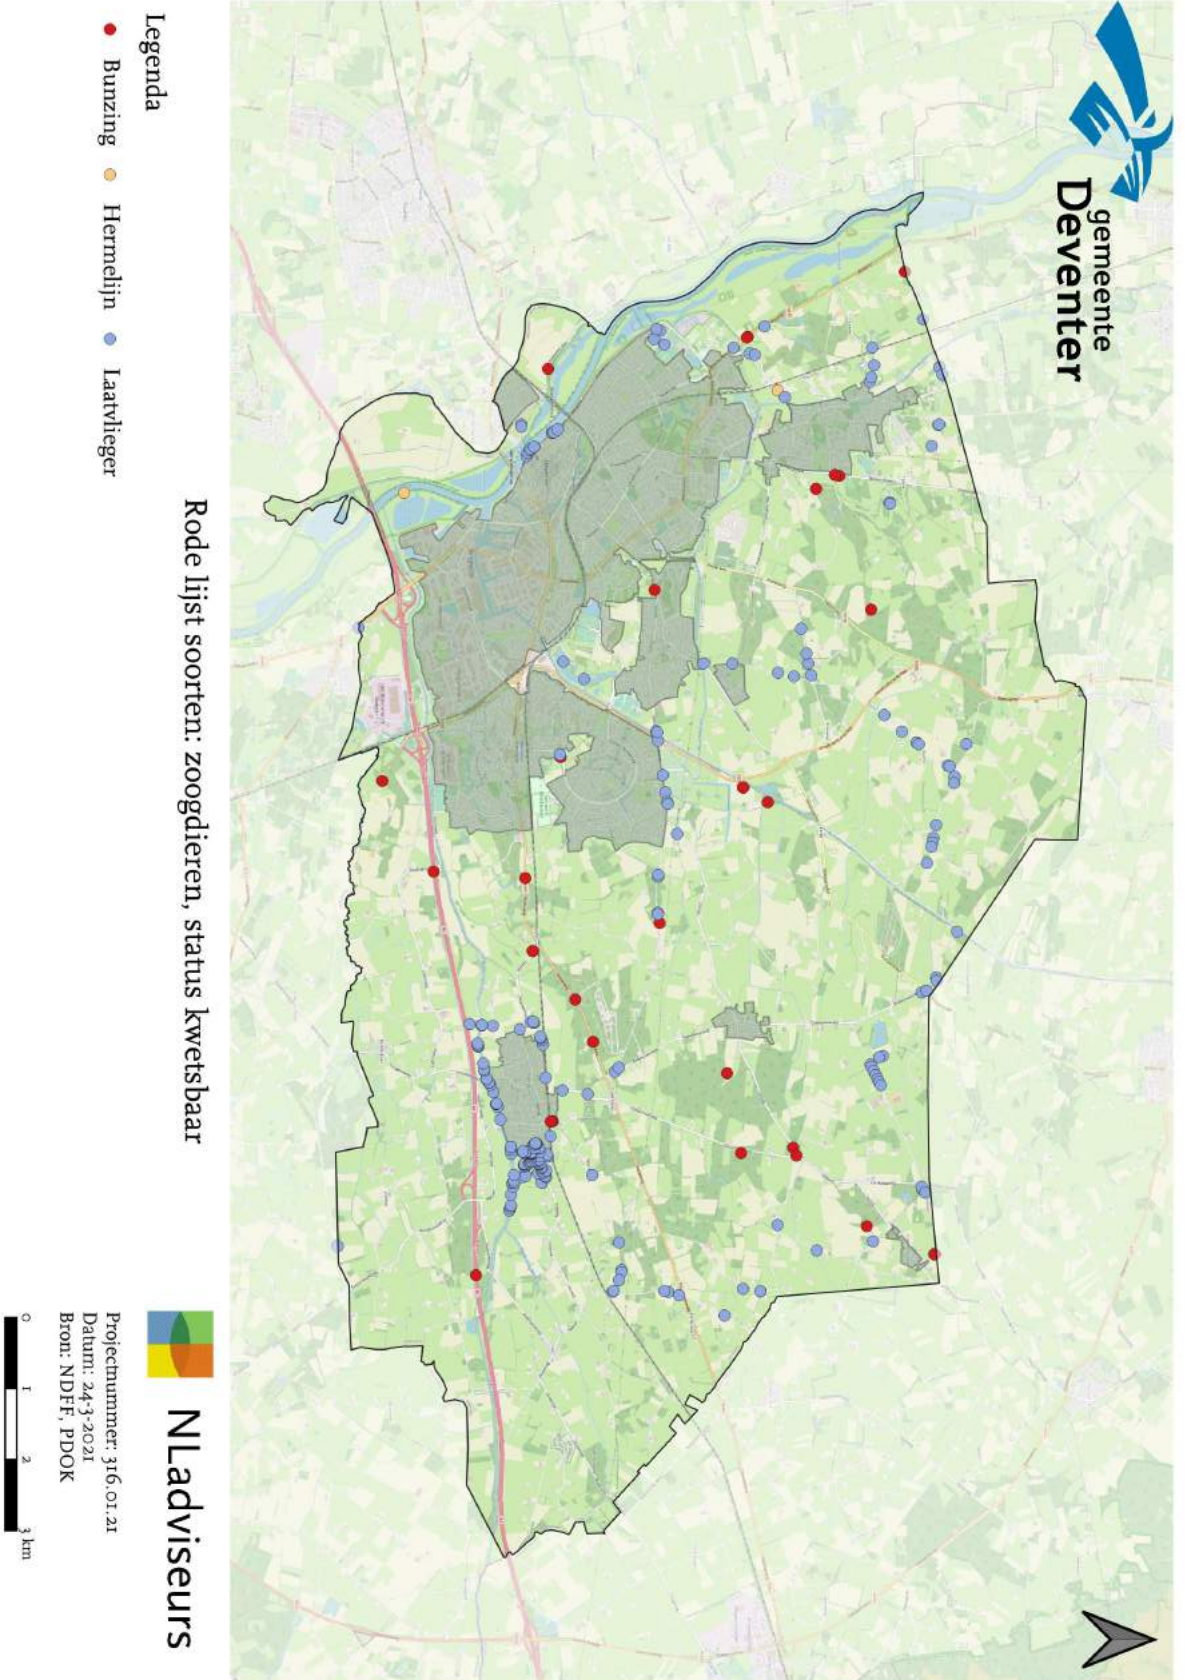 gemeente
Deventer
Rode lijst soorten: zoogdieren, status kwetsbaar
Legenda
Bunzing
Hermelijn
Laatvlieger
NLadviseurs
Projectnummer: 316.01.21
Datum: 24-3-2021
Bron: NDFF, PDOK
0 1 2 3 km